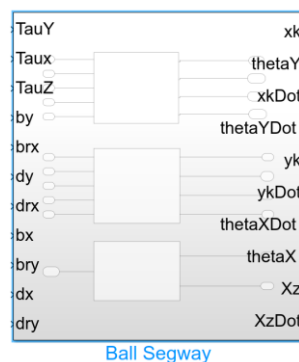 TauY
Taux
TauZ
by
brx
dy
drx
bx
bry
dx
dry
xk
thetaY
xkDot
thetaYDot
yk
ykDot
thetaXDot
thetaX
Xz
XzDot
Ball Segway